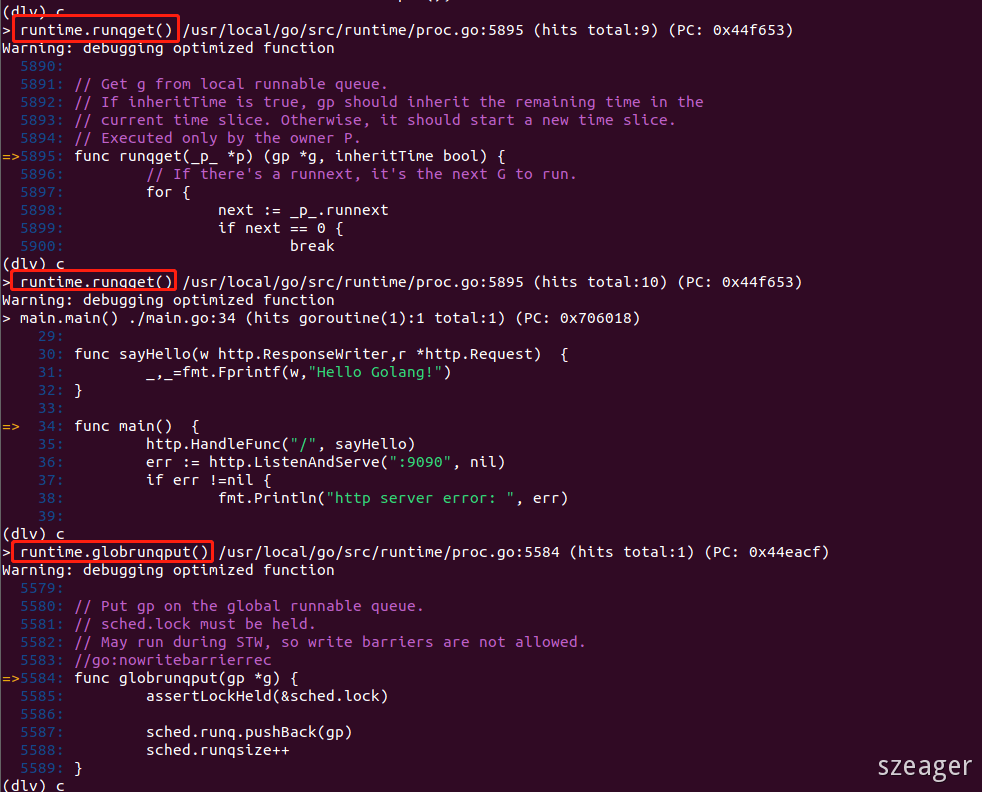 (dlv) c
> runtime.runqget() /usr/local/go/src/runtime/proc.go:5895 (hits total:9) (PC: 0x44f653)
Warning: debugging optimized function
5890:
5891: // Get g from local runnable queue.
5892: // If inheritTime is true, gp should inherit the remaining time in the
5893: // current time slice. Otherwise, it should start a new time slice.
5894: // Executed only by the owner P.
=>5895: func runqget(_p_ *p) (gp *g, inheritTime bool) {
5896: // If there's a runnext, it's the next G to run.
5897: for {
5898: next := _p_.runnext
5899: if next == 0 {
5900: break
(dlv) c
> runtime.runqget() /usr/local/go/src/runtime/proc.go:5895 (hits total:10) (PC: 0x44f653)
Warning: debugging optimized function
> main.main() ./main.go:34 (hits goroutine(1):1 total:1) (PC: 0x706018)
29:
30: func sayHello(w http.ResponseWriter,r *http.Request)  {
31: _,_=fmt.Fprintf(w,"Hello Golang!")
32: }
33:
=> 34: func main()  {
35: http.HandleFunc("/", sayHello)
36: err := http.ListenAndServe(":9090", nil)
37: if err !=nil {
38: fmt.Println("http server error: ", err)
39:
(dlv) c
> runtime.globrunqput() /usr/local/go/src/runtime/proc.go:5584 (hits total:1) (PC: 0x44eacf)
Warning: debugging optimized function
5579:
5580: // Put gp on the global runnable queue.
5581: // sched.lock must be held.
5582: // May run during STW, so write barriers are not allowed.
5583: //go:nowritebarrierrec
=>5584: func globrunqput(gp *g) {
5585: assertLockHeld(&sched.lock)
5586:
5587: sched.runq.pushBack(gp)
5588: sched.runqsize++
5589: }
(dlv) c
szeager